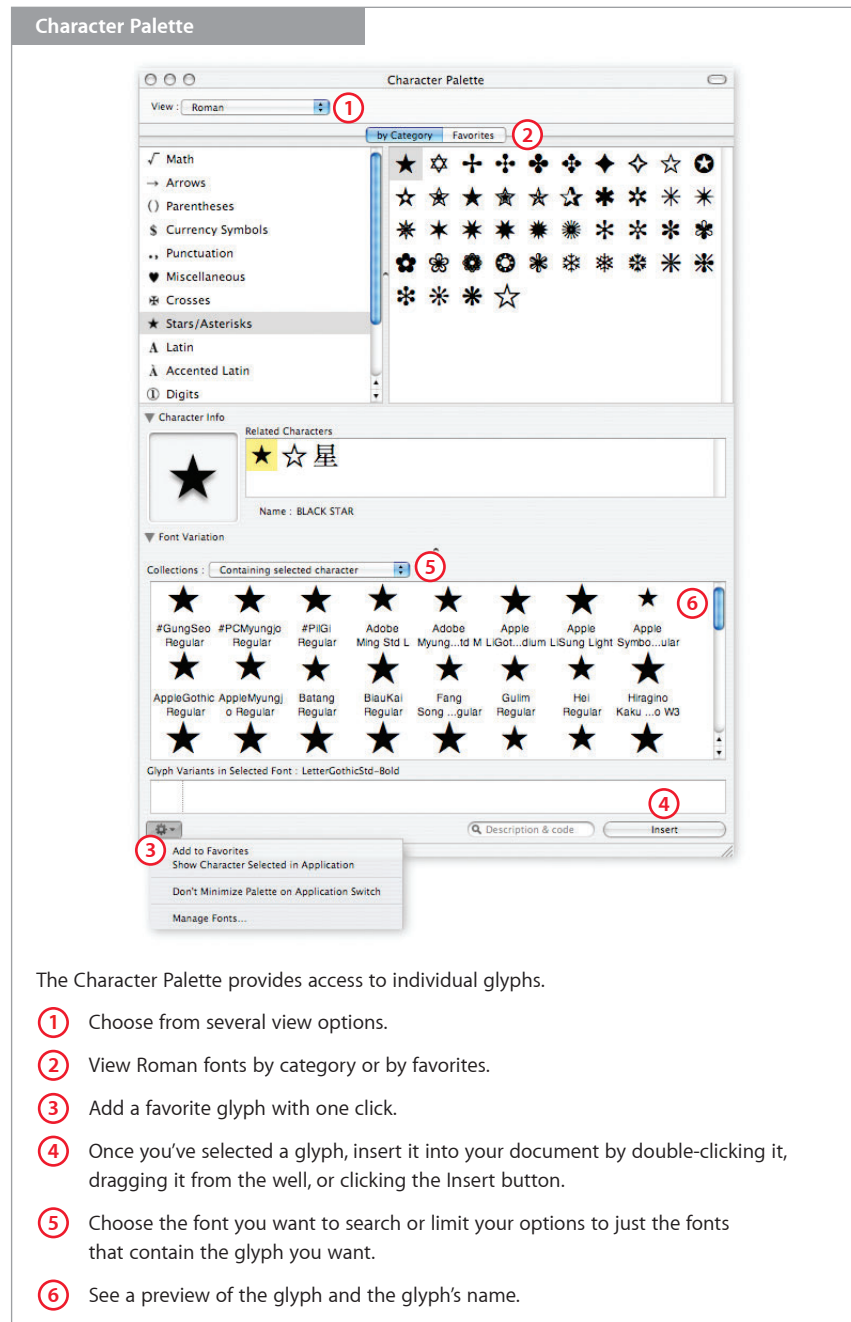 Character Palette
Character Palette
View : Roman
1
by Category Favorites
2
√ Math
→ Arrows
() Parentheses
$ Currency Symbols
., Punctuation
♥ Miscellaneous
✠ Crosses
★ Stars/Asterisks
A Latin
À Accented Latin
① Digits
Character Info
Related Characters
★ ☆ 星
Name : BLACK STAR
Font Variation
Collections : Containing selected character
5
6
#GungSeo Regular #PCMyungjo Regular #PilGi Regular Adobe Ming Std L Adobe Myung...td M Apple LiGot...dium Apple LiSung Light Apple Symbo...ular
AppleGothic Regular AppleMyungjo Regular Batang Regular BiauKai Regular Fang Song ...gular Gulim Regular Hei Regular Hiragino Kaku ...o W3
Glyph Variants in Selected Font : LetterGothicStd-Bold
4
Description & code Insert
3
Add to Favorites
Show Character Selected in Application
Don't Minimize Palette on Application Switch
Manage Fonts...
The Character Palette provides access to individual glyphs.
1 Choose from several view options.
2 View Roman fonts by category or by favorites.
3 Add a favorite glyph with one click.
4 Once you've selected a glyph, insert it into your document by double-clicking it,
dragging it from the well, or clicking the Insert button.
5 Choose the font you want to search or limit your options to just the fonts
that contain the glyph you want.
6 See a preview of the glyph and the glyph's name.